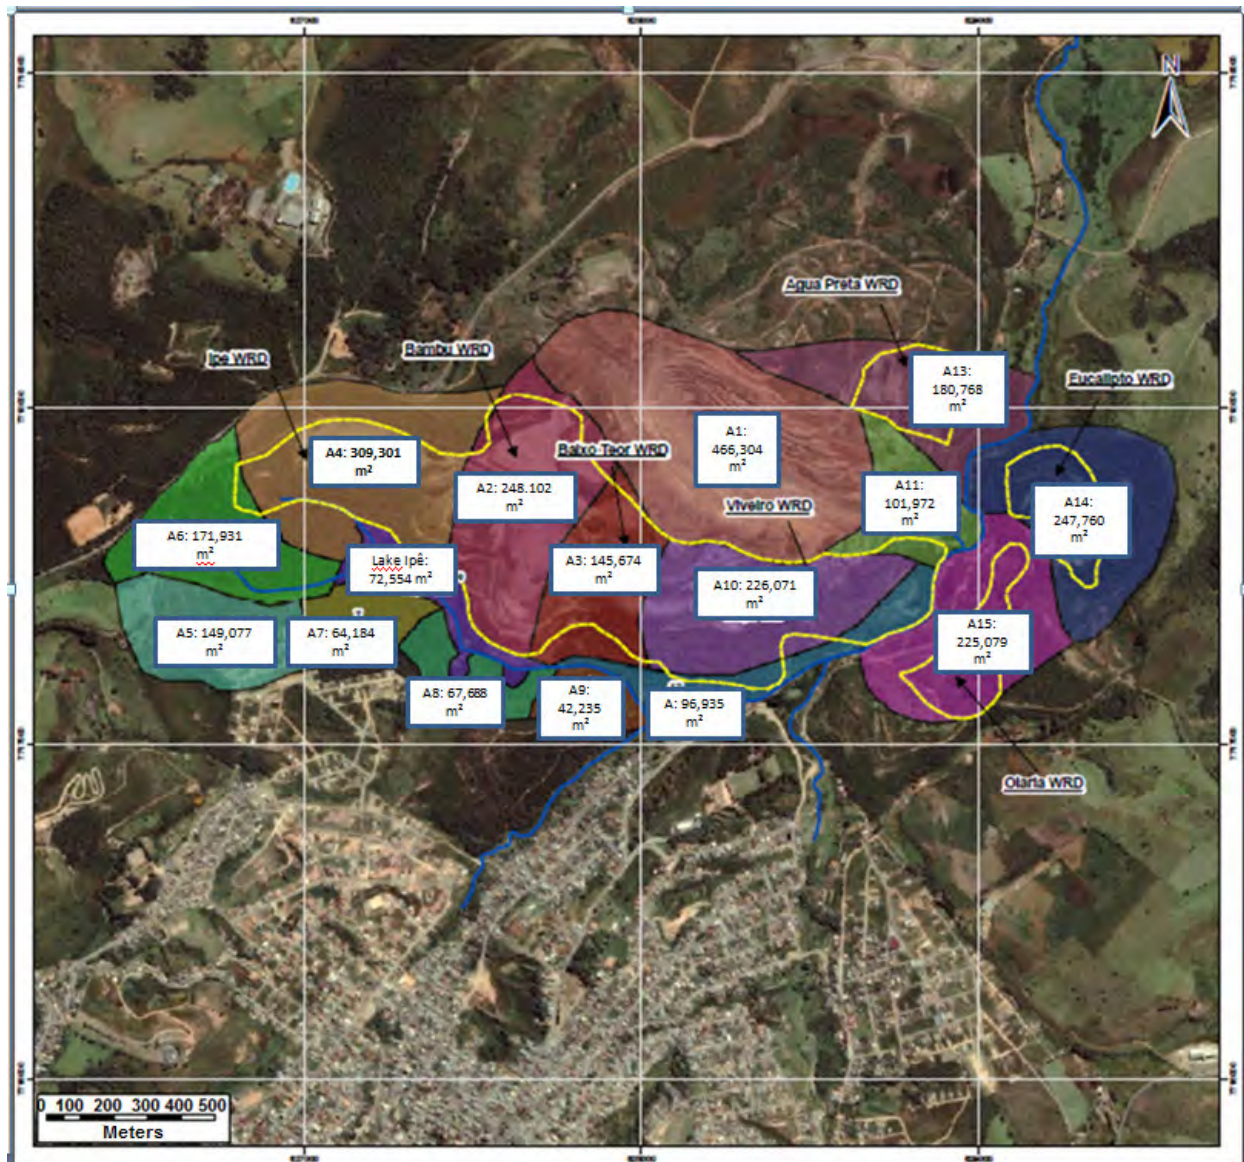 N
Agua Preta WRD
Ipe WRD
Bambu WRD
A13:
180,768
m²
Eucalipto WRD
A4: 309,301
m²
Baixo Teor WRD
A1:
466,304
m²
A2: 248.102
m²
A11:
101,972
m²
A14:
247,760
m²
Viveiro WRD
A6: 171,931
m²
Lake Ipê:
72,554 m²
A3: 145,674
m²
A10: 226,071
m²
A5: 149,077
m²
A7: 64,184
m²
A15:
225,079
m²
A8: 67,688
m²
A9:
42,235
m²
A: 96,935
m²
Olaria WRD
0 100 200 300 400 500
Meters